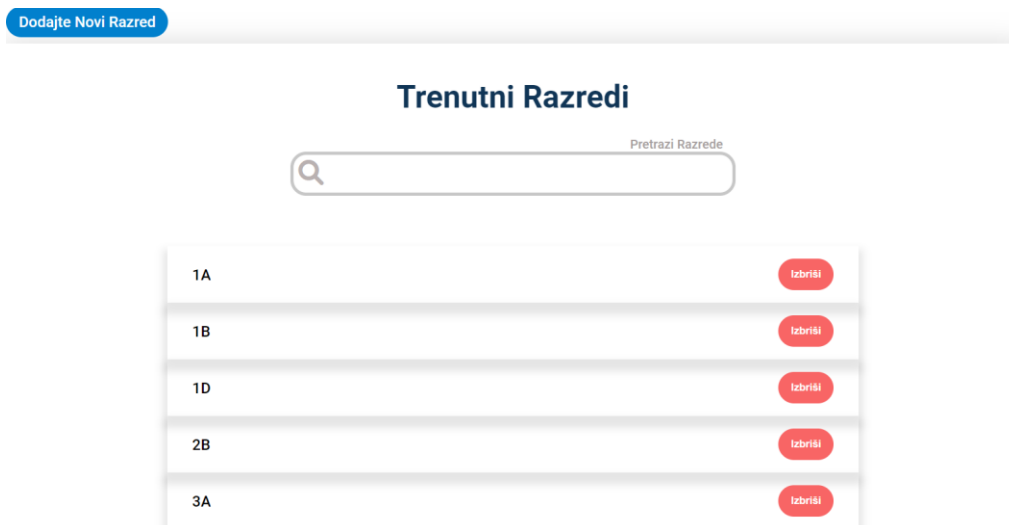 Dodajte Novi Razred
Trenutni Razredi
Pretrazi Razrede
1A Izbriši
1B Izbriši
1D Izbriši
2B Izbriši
3A Izbriši